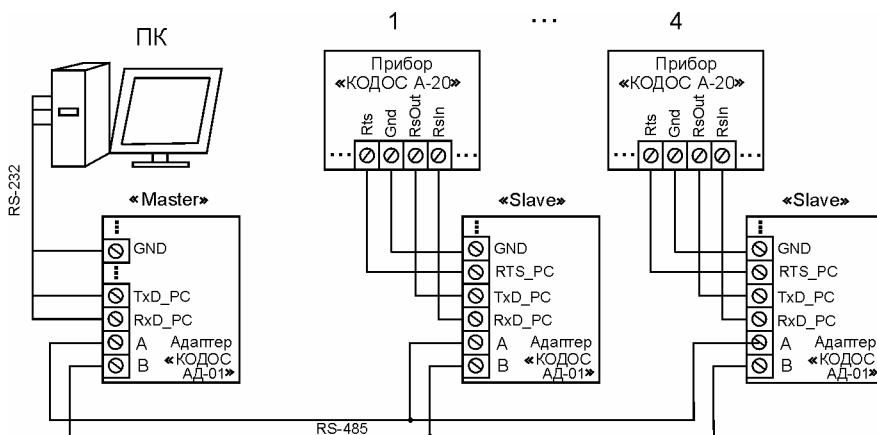 ПК
1 ... 4
Прибор
«КОДОС А-20»
Rts
Gnd
RsOut
RsIn
... ...
Прибор
«КОДОС А-20»
Rts
Gnd
RsOut
RsIn
... ...
RS-232
«Master»
GND
TxD_PC
RxD_PC
A
B
Адаптер
«КОДОС
АД-01»
«Slave»
GND
RTS_PC
TxD_PC
RxD_PC
A
B
Адаптер
«КОДОС
АД-01»
«Slave»
GND
RTS_PC
TxD_PC
RxD_PC
A
B
Адаптер
«КОДОС
АД-01»
RS-485